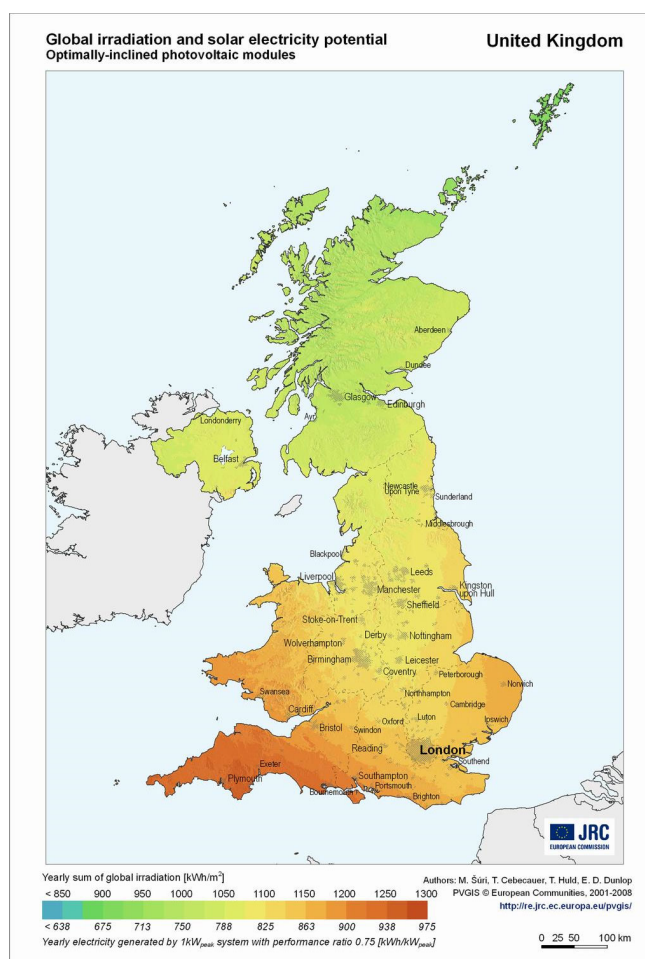 Global irradiation and solar electricity potential
Optimally-inclined photovoltaic modules
United Kingdom
Aberdeen
Dundee
Glasgow
Edinburgh
Ayr
Londonderry
Belfast
Newcastle
Upon Tyne
Sunderland
Middlesbrough
Blackpool
Leeds
Liverpool
Manchester
Kingston
upon Hull
Sheffield
Stoke-on-Trent
Derby
Nottingham
Wolverhampton
Birmingham
Leicester
Coventry
Peterborough
Norwich
Swansea
Northhampton
Cambridge
Cardiff
Ipswich
Bristol
Oxford
Luton
Swindon
Reading
London
Southend
Exeter
Plymouth
Southampton
Portsmouth
Bournemouth
Brighton
JRC
EUROPEAN COMMISSION
Yearly sum of global irradiation [kWh/m²]
< 850 900 950 1000 1050 1100 1150 1200 1250 1300
< 638 675 713 750 788 825 863 900 938 975
Yearly electricity generated by 1kWpeak system with performance ratio 0.75 [kWh/kWpeak]
Authors: M. Šúri, T. Cebecauer, T. Huld, E. D. Dunlop
PVGIS © European Communities, 2001-2008
http://re.jrc.ec.europa.eu/pvgis/
0 25 50 100 km